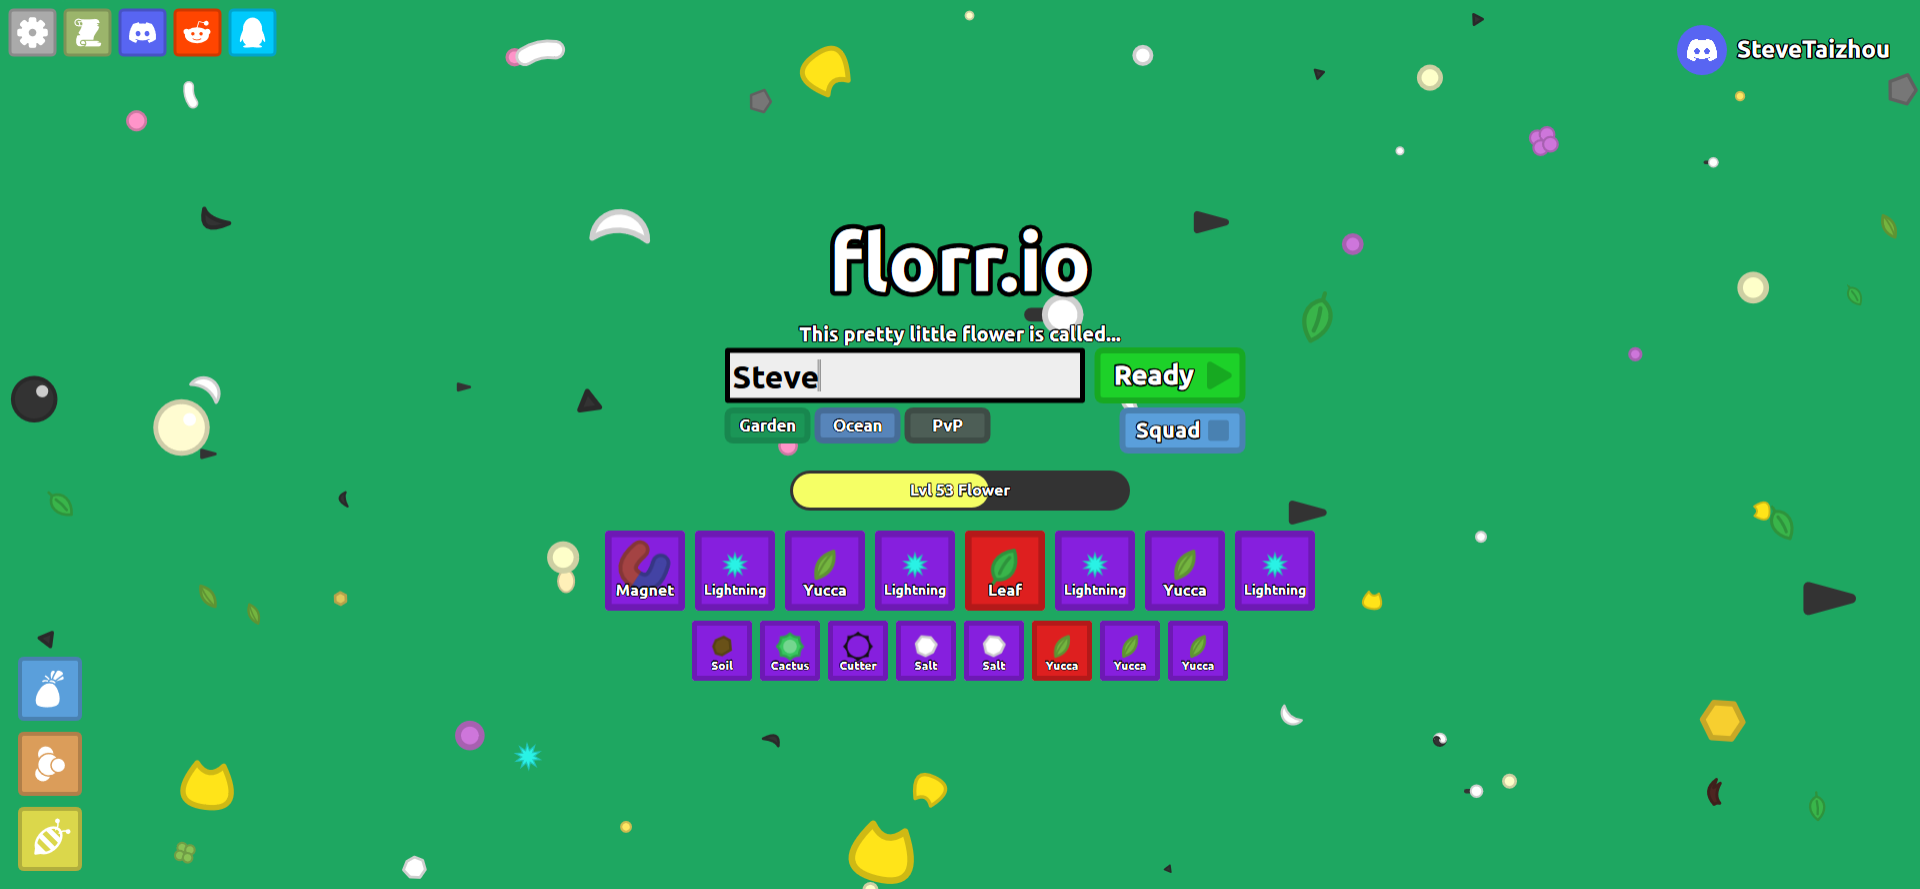 SteveTaizhou
florr.io
This pretty little flower is called...
Steve
Ready
Garden Ocean PvP
Squad
Lvl 53 Flower
Magnet Lightning Yucca Lightning Leaf Lightning Yucca Lightning
Soil Cactus Cutter Salt Salt Yucca Yucca Yucca